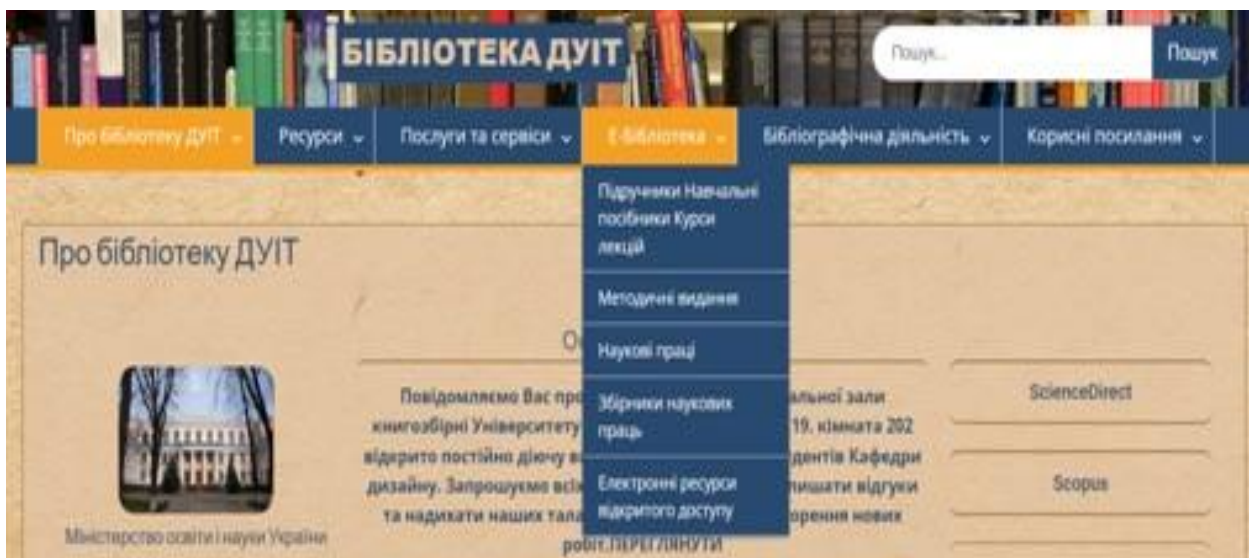 БІБЛІОТЕКА ДУІТ
Пошук...
Пошук
Про бібліотеку ДУІТ
Ресурси
Послуги та сервіси
Е-Бібліотека
Бібліографічна діяльність
Корисні посилання
Підручники Навчальні
посібники Курси
лекцій
Методичні видання
Наукові праці
Збірники наукових
праць
Електронні ресурси
відкритого доступу
Про бібліотеку ДУІТ
Повідомляємо Вас про альної зали
книгозбірні Університету 19. кімната 202
відкрито постійно діючу дентів Кафедри
дизайну. Запрошуємо всіх лишати відгуки
та надихати наших тала орення нових
робіт.ПЕРЕГЛЯНУТИ
Міністерство освіти і науки України
ScienceDirect
Scopus